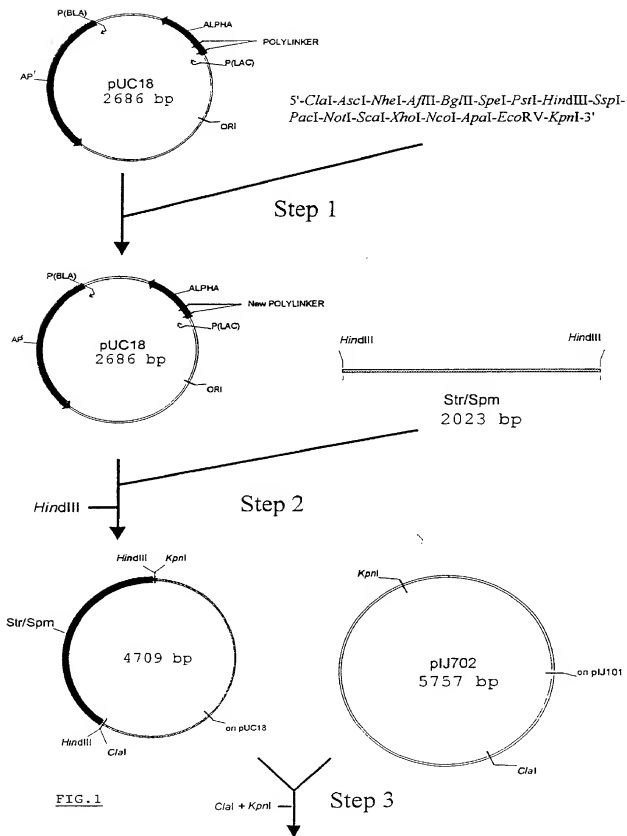 P(BLA)
ALPHA
POLYLINKER
P(LAC)
APr
pUC18
2686 bp
ORI
5'-ClaI-AscI-NheI-AflII-BglII-SpeI-PstI-HindIII-SspI-
PacI-NotI-ScaI-XhoI-NcoI-ApaI-EcoRV-KpnI-3'
Step 1
P(BLA)
ALPHA
New POLYLINKER
P(LAC)
APr
pUC18
2686 bp
ORI
HindIII
HindIII
Str/Spm
2023 bp
HindIII
Step 2
HindIII
KpnI
Str/Spm
4709 bp
ori pUC18
HindIII
ClaI
KpnI
pIJ702
5757 bp
ori pIJ101
ClaI
FIG.1
ClaI + KpnI
Step 3